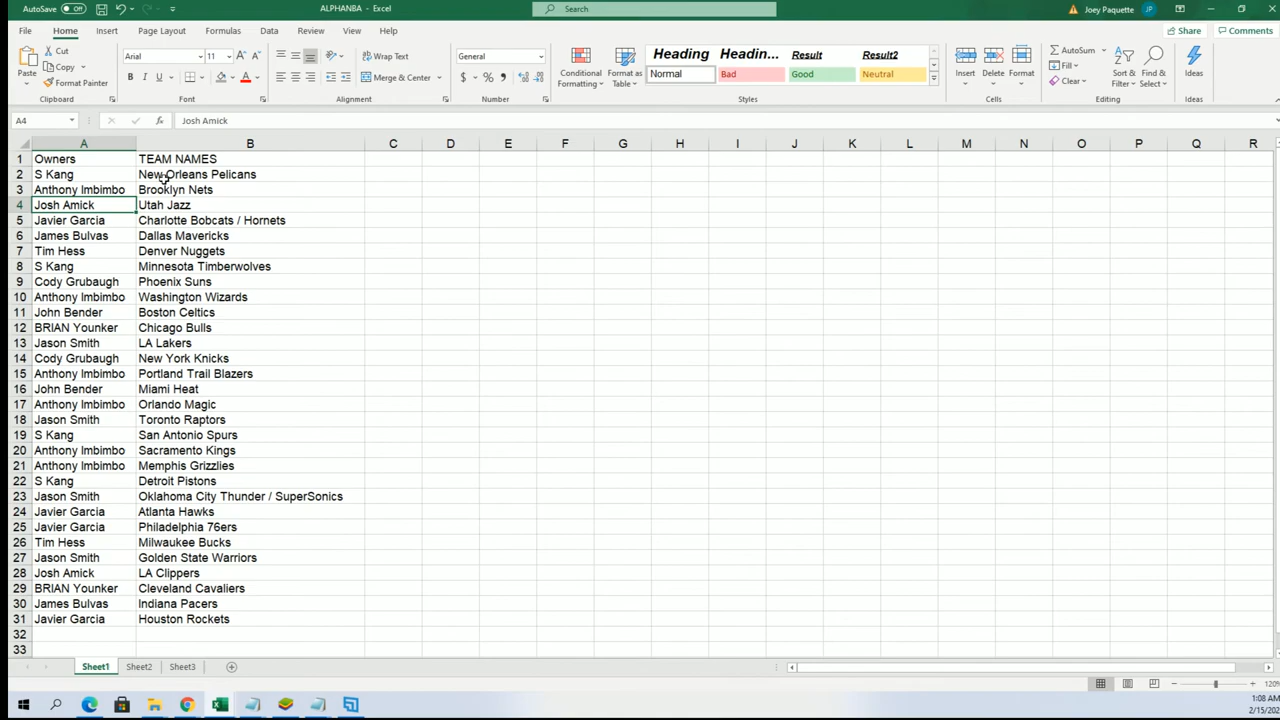 AutoSave Off ALPHANBA - Excel Search Joey Paquette JP
File Home Insert Page Layout Formulas Data Review View Help Share Comments
Cut Arial 11 Wrap Text General Heading Headin... Result Result2 AutoSum
Copy Fill
Paste Format Painter Merge & Center Conditional Formatting Format as Table Normal Bad Good Neutral Insert Delete Format Clear Sort & Filter Find & Select Ideas
Clipboard Font Alignment Number Styles Cells Editing Ideas
A4 fx Josh Amick
A B C D E F G H I J K L M N O P Q R
1 Owners TEAM NAMES
2 S Kang New Orleans Pelicans
3 Anthony Imbimbo Brooklyn Nets
4 Josh Amick Utah Jazz
5 Javier Garcia Charlotte Bobcats / Hornets
6 James Bulvas Dallas Mavericks
7 Tim Hess Denver Nuggets
8 S Kang Minnesota Timberwolves
9 Cody Grubaugh Phoenix Suns
10 Anthony Imbimbo Washington Wizards
11 John Bender Boston Celtics
12 BRIAN Younker Chicago Bulls
13 Jason Smith LA Lakers
14 Cody Grubaugh New York Knicks
15 Anthony Imbimbo Portland Trail Blazers
16 John Bender Miami Heat
17 Anthony Imbimbo Orlando Magic
18 Jason Smith Toronto Raptors
19 S Kang San Antonio Spurs
20 Anthony Imbimbo Sacramento Kings
21 Anthony Imbimbo Memphis Grizzlies
22 S Kang Detroit Pistons
23 Jason Smith Oklahoma City Thunder / SuperSonics
24 Javier Garcia Atlanta Hawks
25 Javier Garcia Philadelphia 76ers
26 Tim Hess Milwaukee Bucks
27 Jason Smith Golden State Warriors
28 Josh Amick LA Clippers
29 BRIAN Younker Cleveland Cavaliers
30 James Bulvas Indiana Pacers
31 Javier Garcia Houston Rockets
32
33
Sheet1 Sheet2 Sheet3
120%
1:08 AM
2/15/202